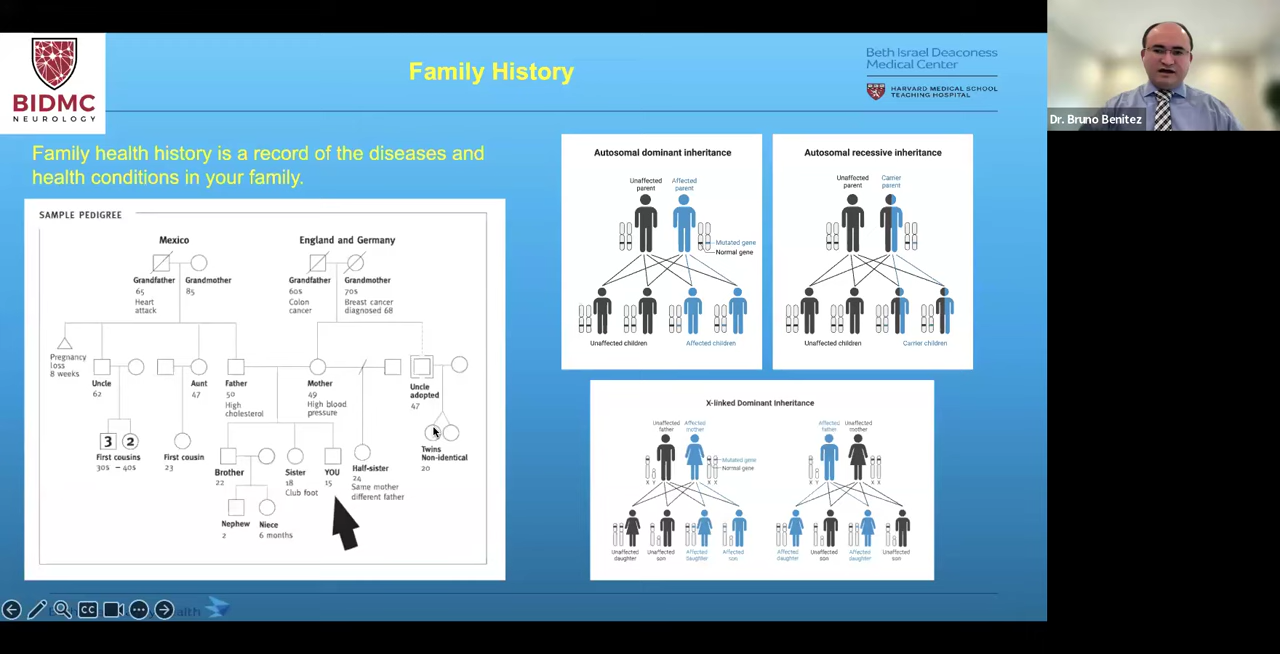 BIDMC
NEUROLOGY
Family History
Beth Israel Deaconess
Medical Center
HARVARD MEDICAL SCHOOL
TEACHING HOSPITAL
Dr. Bruno Benitez
Family health history is a record of the diseases and
health conditions in your family.
SAMPLE PEDIGREE
Mexico
England and Germany
Grandfather
65
Heart
attack
Grandmother
85
Grandfather
60s
Colon
cancer
Grandmother
70s
Breast cancer
diagnosed 68
Pregnancy
loss
8 weeks
Uncle
62
Aunt
47
Father
50
High
cholesterol
Mother
49
High blood
pressure
Uncle
adopted
47
3
2
First cousins
30s – 40s
First cousin
23
Brother
22
Sister
18
Club foot
YOU
15
Half-sister
24
Same mother
different father
Twins
Non-identical
20
Nephew
2
Niece
6 months
Autosomal dominant inheritance
Unaffected
parent
Affected
parent
Mutated gene
Normal gene
Unaffected children
Affected children
Autosomal recessive inheritance
Unaffected
parent
Carrier
parent
Unaffected children
Carrier children
X-linked Dominant Inheritance
Unaffected
father
Affected
mother
Mutated gene
Normal gene
X Y
X X
Unaffected
daughter
Unaffected
son
Affected
Daughter
Affected
son
Affected
father
Unaffected
mother
X Y
X X
Affected
daughter
Unaffected
son
Affected
daughter
Unaffected
son
CC